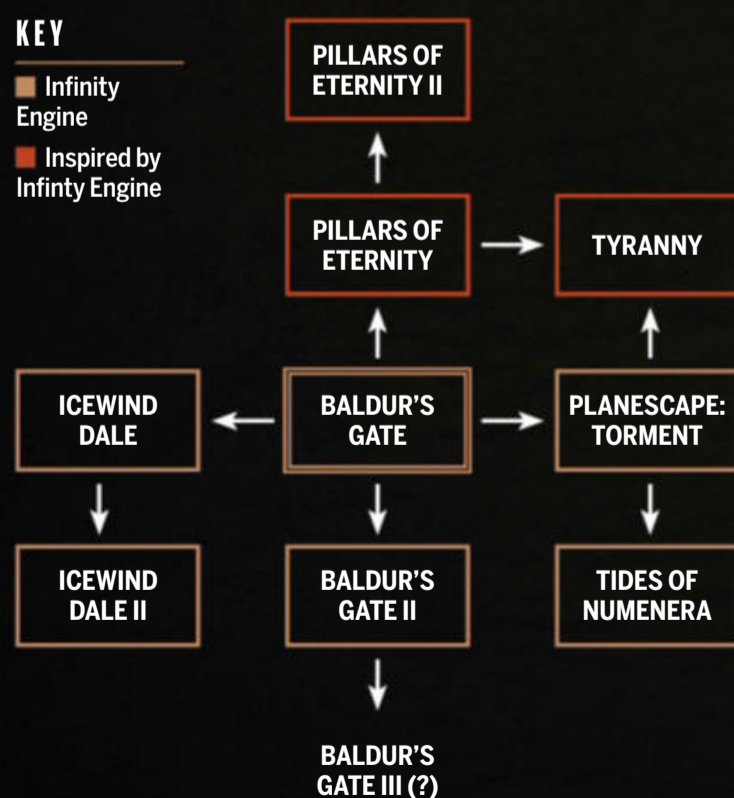 KEY
Infinity
Engine
Inspired by
Infinty Engine
PILLARS OF
ETERNITY II
PILLARS OF
ETERNITY
TYRANNY
ICEWIND
DALE
BALDUR'S
GATE
PLANESCAPE:
TORMENT
ICEWIND
DALE II
BALDUR'S
GATE II
TIDES OF
NUMENERA
BALDUR'S
GATE III (?)